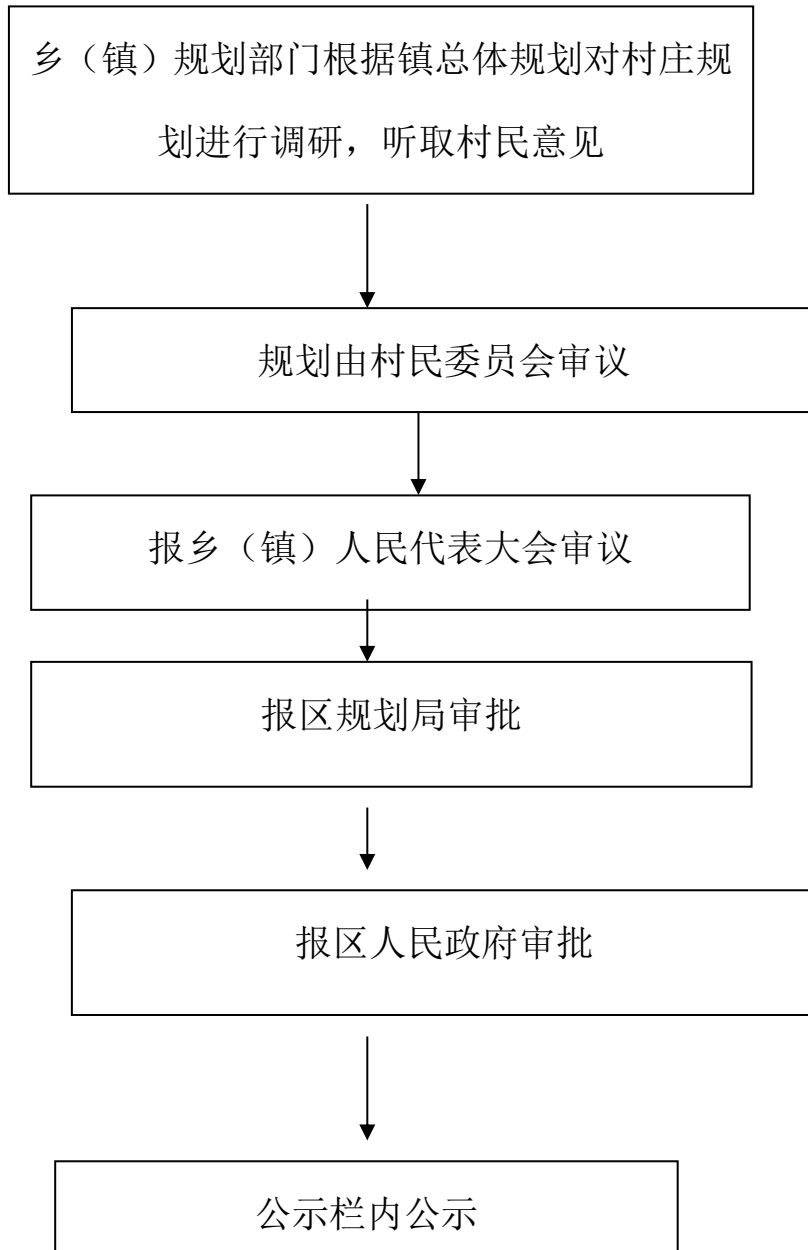 乡（镇）规划部门根据镇总体规划对村庄规
划进行调研，听取村民意见
规划由村民委员会审议
报乡（镇）人民代表大会审议
报区规划局审批
报区人民政府审批
公示栏内公示